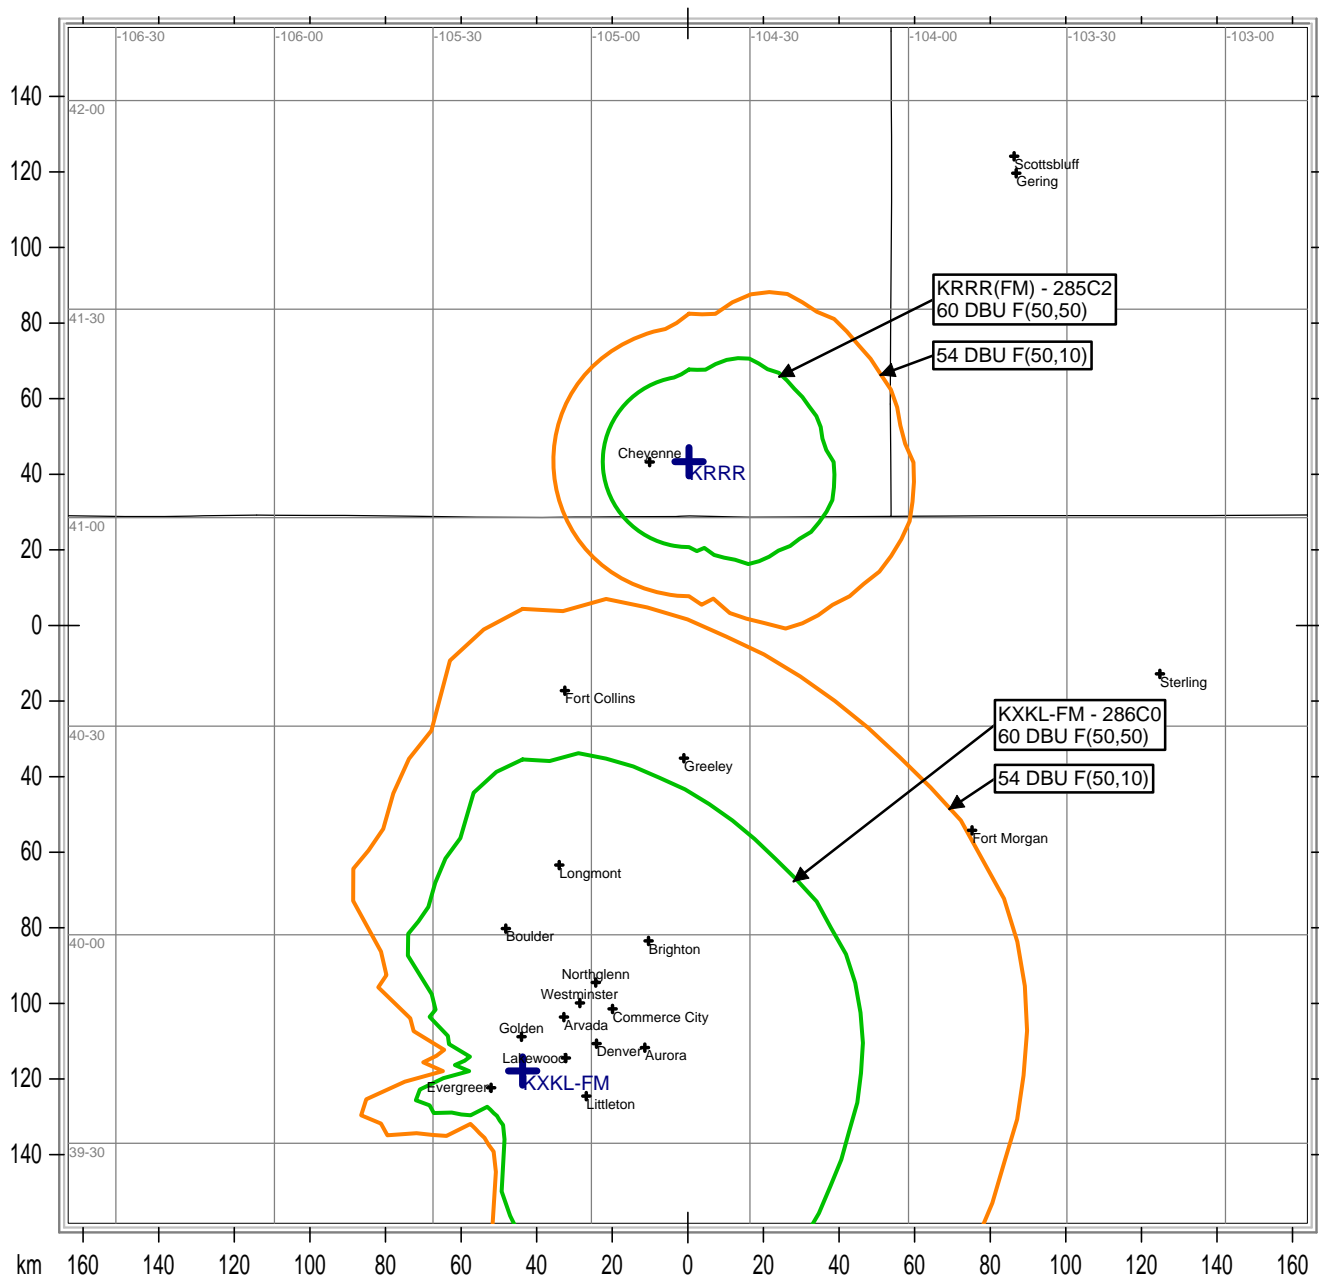 -106-30 -106-00 -105-30 -105-00 -104-30 -104-00 -103-30 -103-00
140
42-00
120
Scottsbluff
Gering
100
KRRR(FM) - 285C2
60 DBU F(50,50)
41-30
80
54 DBU F(50,10)
60
Cheyenne
KRRR
40
41-00
20
0
Sterling
Fort Collins
20
KXKL-FM - 286C0
60 DBU F(50,50)
40-30
Greeley
54 DBU F(50,10)
40
Fort Morgan
60
Longmont
80
Boulder
Brighton
40-00
Northglenn
Westminster
100
Commerce City
Arvada
Golden
Denver
Aurora
Lakewood
120
KXKL-FM
Evergreen
Littleton
39-30
140
km 160 140 120 100 80 60 40 20 0 20 40 60 80 100 120 140 160